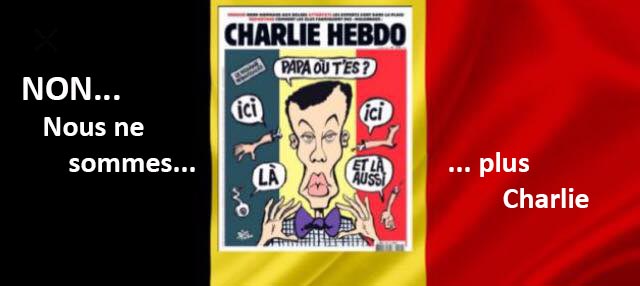 NON...
Nous ne
sommes...
... plus
Charlie
CHARLIE HEBDO
PAPA OÙ T'ES ?
ici
ici
LÀ
ET LÀ
AUSSI